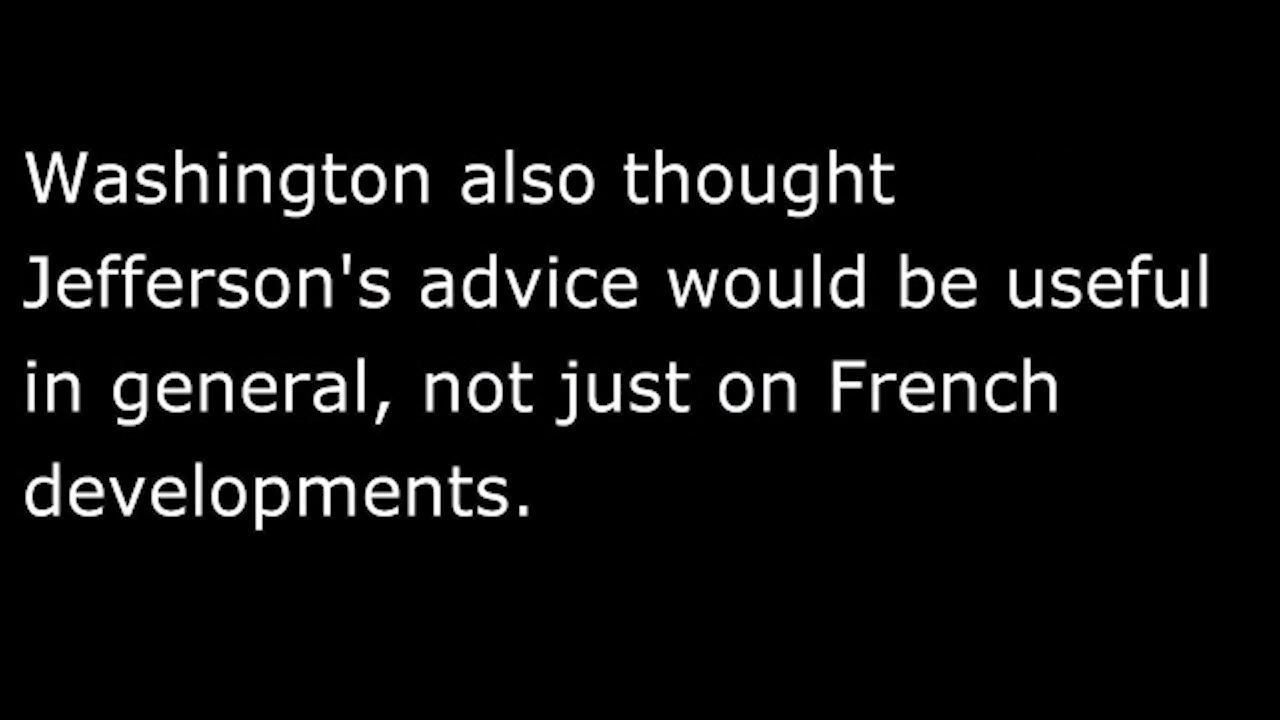 Washington also thought
Jefferson's advice would be useful
in general, not just on French
developments.